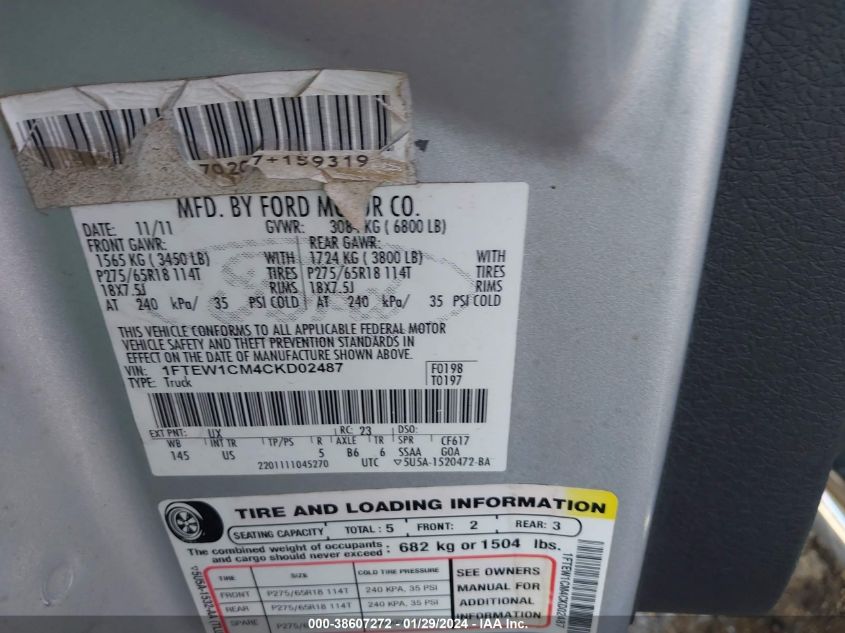 70207+159319
MFD. BY FORD MOTOR CO.
DATE: 11/11 GVWR: 308 KG ( 6800 LB)
FRONT GAWR: REAR GAWR:
1565 KG ( 3450 LB) WITH 1724 KG ( 3800 LB) WITH
P275/65R18 114T TIRES P275/65R18 114T TIRES
18X7.5J RIMS 18X7.5J RIMS
AT 240 kPa/ 35 PSI COLD AT 240 kPa/ 35 PSI COLD
THIS VEHICLE CONFORMS TO ALL APPLICABLE FEDERAL MOTOR
VEHICLE SAFETY AND THEFT PREVENTION STANDARDS IN
EFFECT ON THE DATE OF MANUFACTURE SHOWN ABOVE.
VIN: 1FTEW1CM4CKD02487 F0198
TYPE: Truck T0197
EXT PNT: UX RC: 23 DSO:
WB INT TR TP/PS R AXLE TR SPR CF617
145 US 5 B6 6 SSAA GOA
2201111045270 UTC ▽5U5A-1520472-BA
TIRE AND LOADING INFORMATION
SEATING CAPACITY TOTAL: 5 FRONT: 2 REAR: 3
The combined weight of occupants and cargo should never exceed: 682 kg or 1504 lbs.
TIRE SIZE COLD TIRE PRESSURE
FRONT P275/65R18 114T 240 KPA, 35 PSI
REAR P275/65R18 114T 240 KPA, 35 PSI
SPARE
SEE OWNERS
MANUAL FOR
ADDITIONAL
INFORMATION
1FTEW1CM4CKD02487
000-38607272 - 01/29/2024 - IAA, Inc.